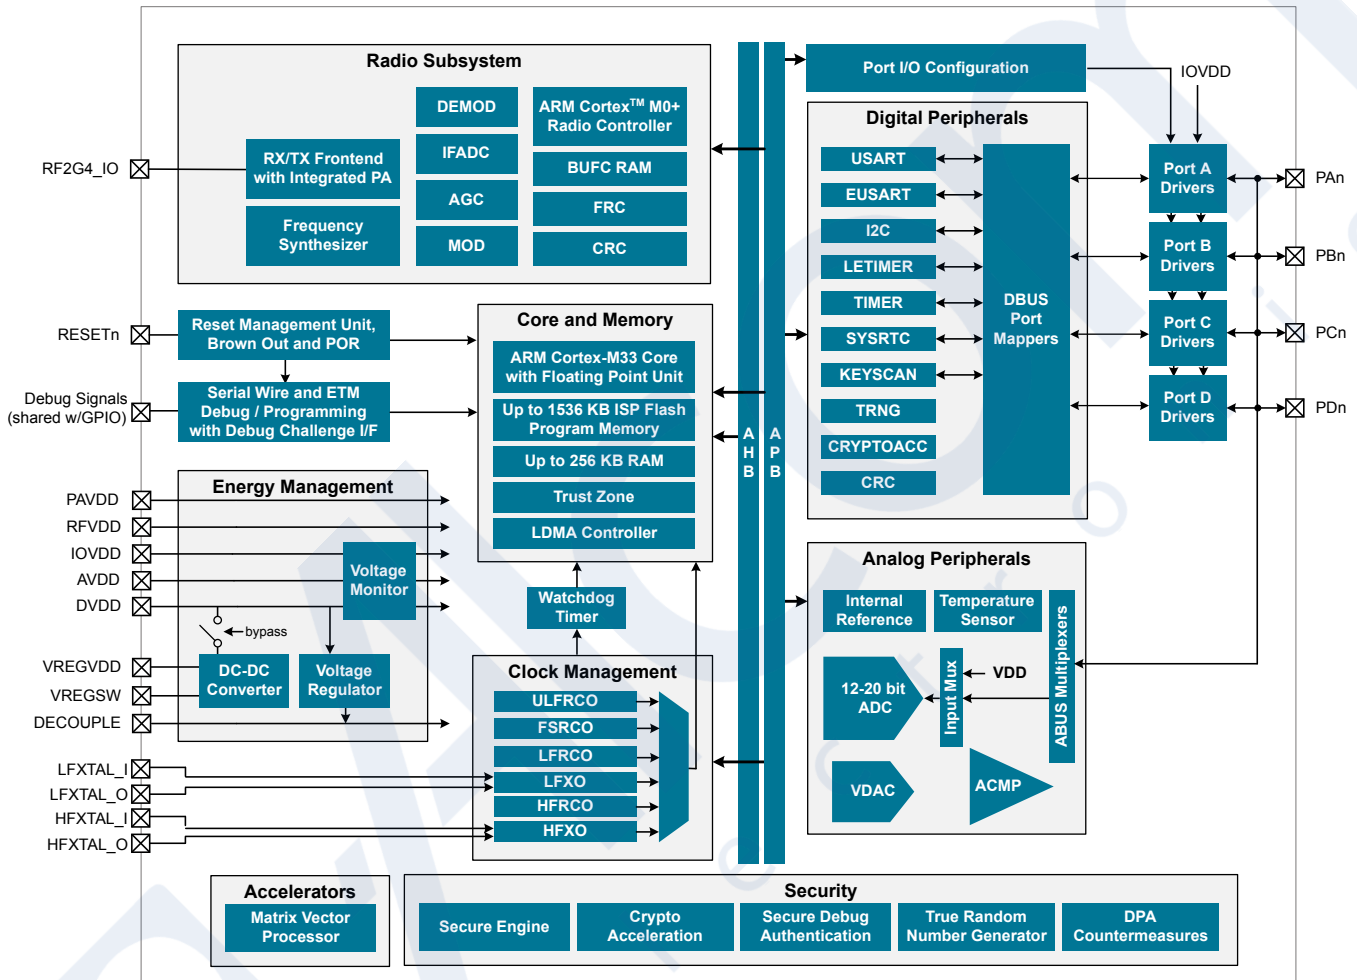 Radio Subsystem
DEMOD
IFADC
AGC
MOD
ARM Cortex™ M0+
Radio Controller
BUFC RAM
FRC
CRC
RX/TX Frontend
with Integrated PA
Frequency
Synthesizer
RF2G4_IO
RESETn
Debug Signals
(shared w/GPIO)
Reset Management Unit,
Brown Out and POR
Serial Wire and ETM
Debug / Programming
with Debug Challenge I/F
Core and Memory
ARM Cortex-M33 Core
with Floating Point Unit
Up to 1536 KB ISP Flash
Program Memory
Up to 256 KB RAM
Trust Zone
LDMA Controller
Energy Management
PAVDD
RFVDD
IOVDD
AVDD
DVDD
VREGVDD
VREGSW
DECOUPLE
Voltage
Monitor
bypass
DC-DC
Converter
Voltage
Regulator
Watchdog
Timer
Clock Management
ULFRCO
FSRCO
LFRCO
LFXO
HFRCO
HFXO
LFXTAL_I
LFXTAL_O
HFXTAL_I
HFXTAL_O
A
H
B
A
P
B
Port I/O Configuration
IOVDD
Digital Peripherals
USART
EUSART
I2C
LETIMER
TIMER
SYSRTC
KEYSCAN
TRNG
CRYPTOACC
CRC
DBUS
Port
Mappers
Port A
Drivers
Port B
Drivers
Port C
Drivers
Port D
Drivers
PAn
PBn
PCn
PDn
Analog Peripherals
Internal
Reference
Temperature
Sensor
12-20 bit
ADC
Input Mux
VDD
ABUS Multiplexers
VDAC
ACMP
Accelerators
Matrix Vector
Processor
Security
Secure Engine
Crypto
Acceleration
Secure Debug
Authentication
True Random
Number Generator
DPA
Countermeasures